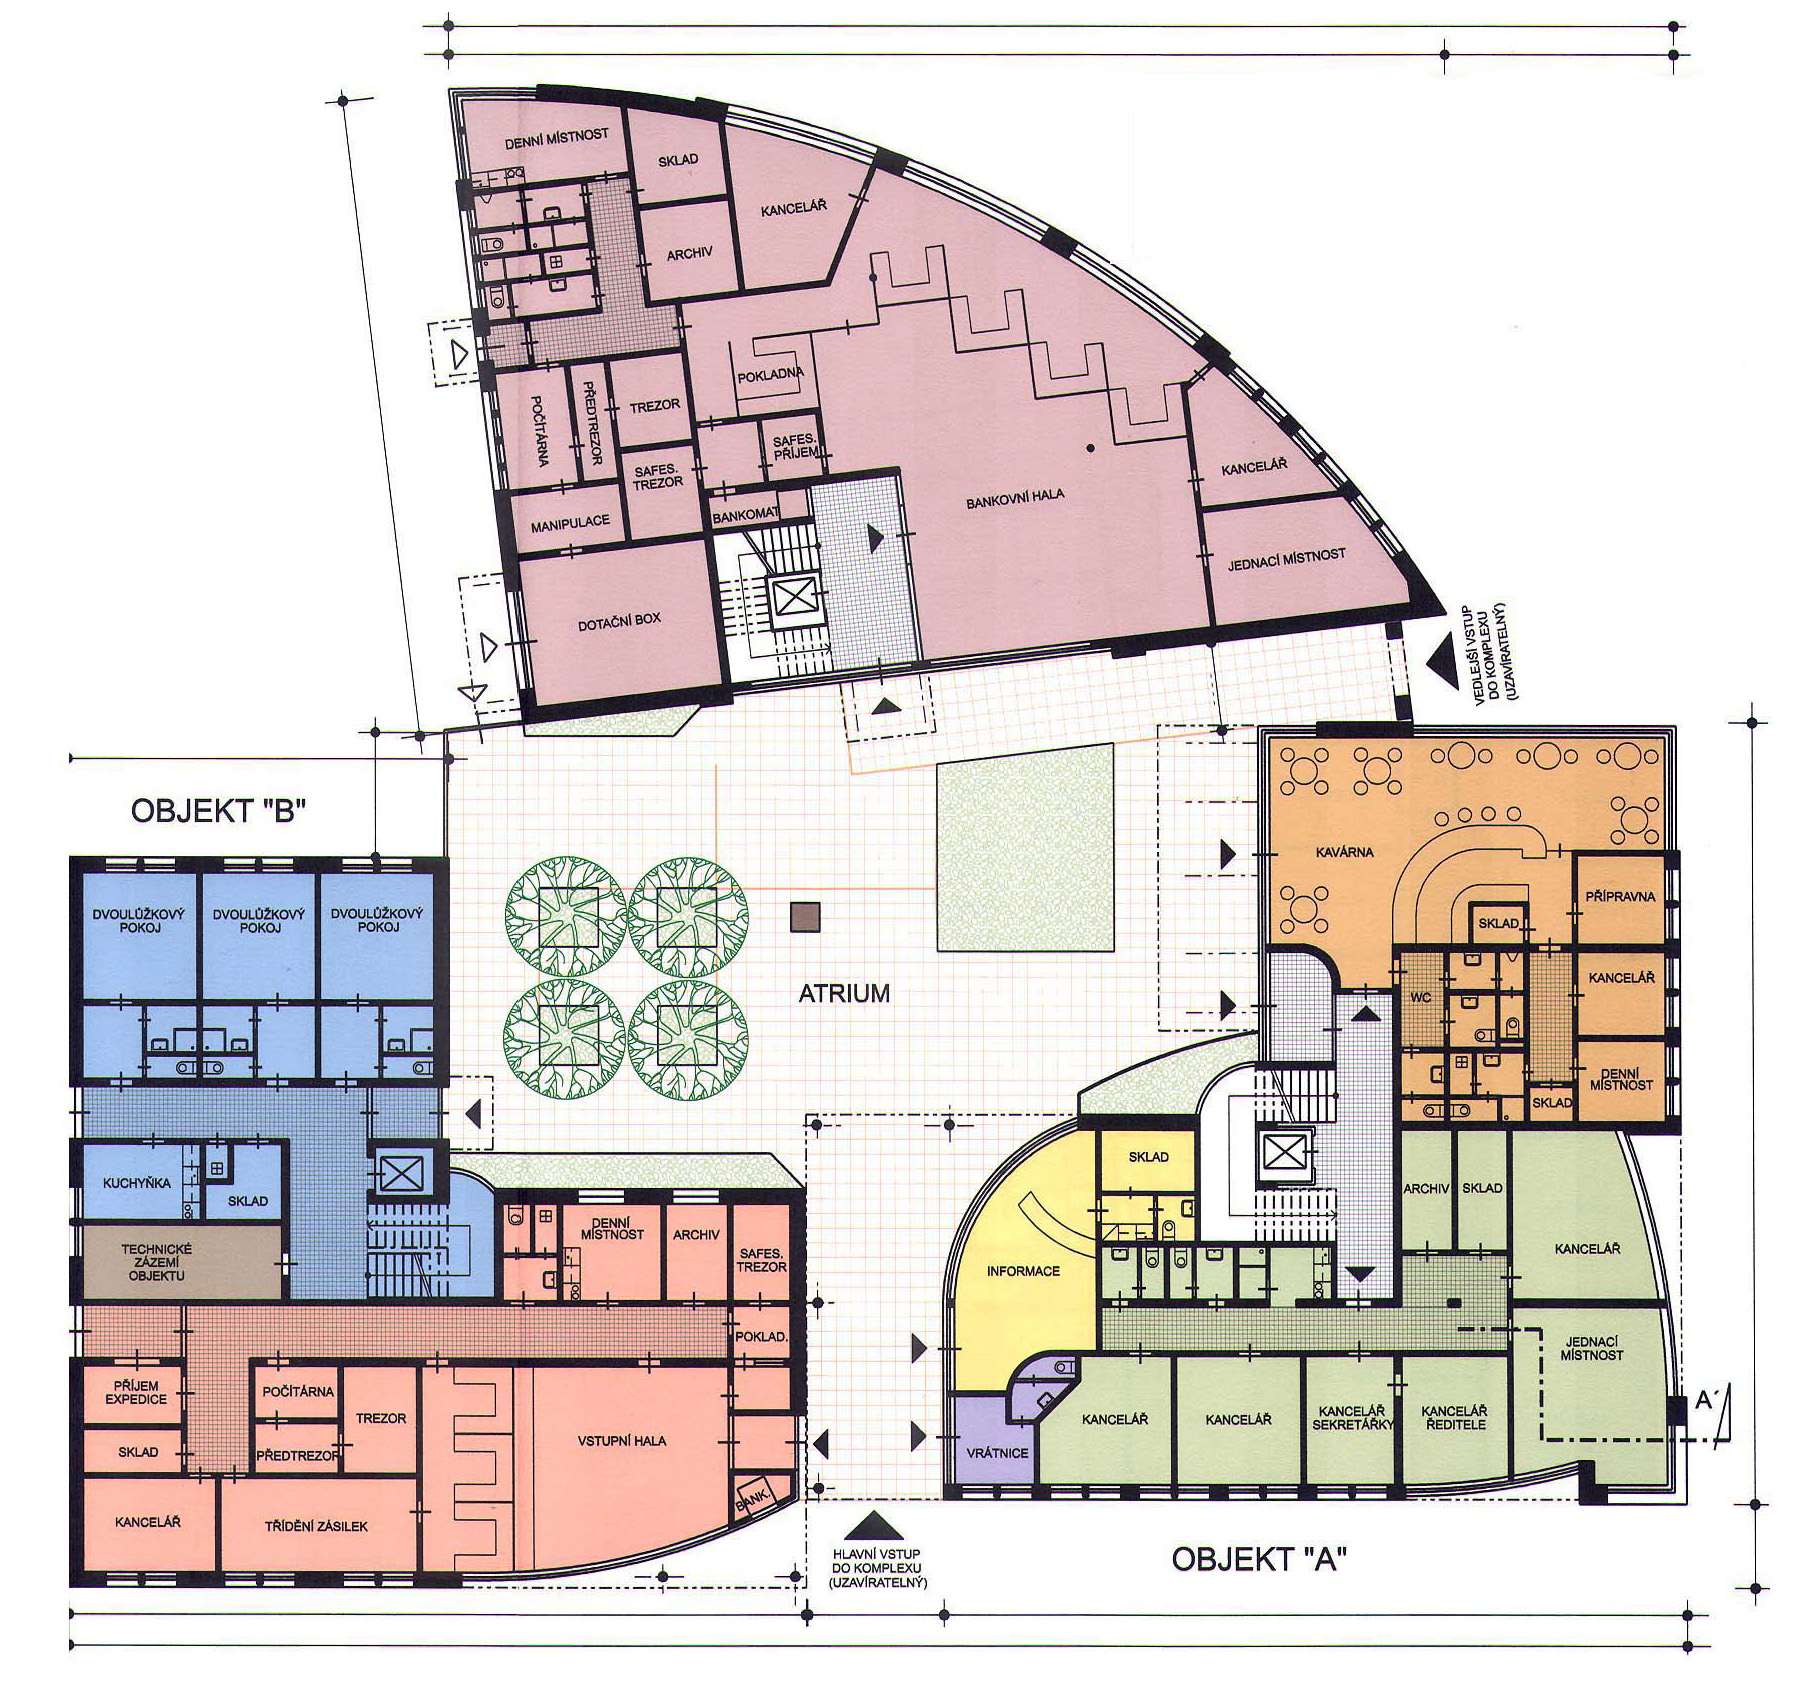 DENNÍ MÍSTNOST
SKLAD
KANCELÁŘ
ARCHIV
POKLADNA
POČÍTÁRNA
PŘEDTREZOR
TREZOR
SAFES.
TREZOR
SAFES.
PŘÍJEM
MANIPULACE
BANKOMAT
BANKOVNÍ HALA
KANCELÁŘ
JEDNACÍ MÍSTNOST
DOTAČNÍ BOX
VEDLEJŠÍ VSTUP
DO KOMPLEXU
(UZAVÍRATELNÝ)
OBJEKT "B"
DVOULŮŽKOVÝ
POKOJ
DVOULŮŽKOVÝ
POKOJ
DVOULŮŽKOVÝ
POKOJ
ATRIUM
KAVÁRNA
SKLAD
PŘÍPRAVNA
KANCELÁŘ
WC
DENNÍ
MÍSTNOST
SKLAD
KUCHYŇKA
SKLAD
TECHNICKÉ
ZÁZEMÍ
OBJEKTU
DENNÍ
MÍSTNOST
ARCHIV
SAFES.
TREZOR
POKLAD.
PŘÍJEM
EXPEDICE
POČÍTÁRNA
TREZOR
SKLAD
PŘEDTREZOR
VSTUPNÍ HALA
KANCELÁŘ
TŘÍDĚNÍ ZÁSILEK
BANK.
SKLAD
INFORMACE
ARCHIV
SKLAD
KANCELÁŘ
JEDNACÍ
MÍSTNOST
VRÁTNICE
KANCELÁŘ
KANCELÁŘ
KANCELÁŘ
SEKRETÁŘKY
KANCELÁŘ
ŘEDITELE
A´
HLAVNÍ VSTUP
DO KOMPLEXU
(UZAVÍRATELNÝ)
OBJEKT "A"